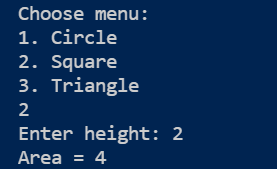 Choose menu:
1. Circle
2. Square
3. Triangle
2
Enter height: 2
Area = 4